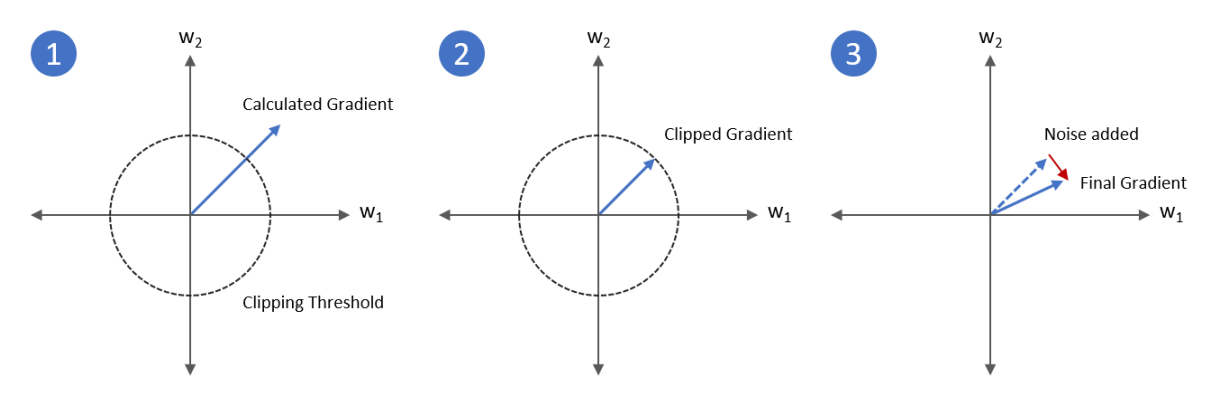 1
w₂
Calculated Gradient
w₁
Clipping Threshold
2
w₂
Clipped Gradient
w₁
3
w₂
Noise added
Final Gradient
w₁